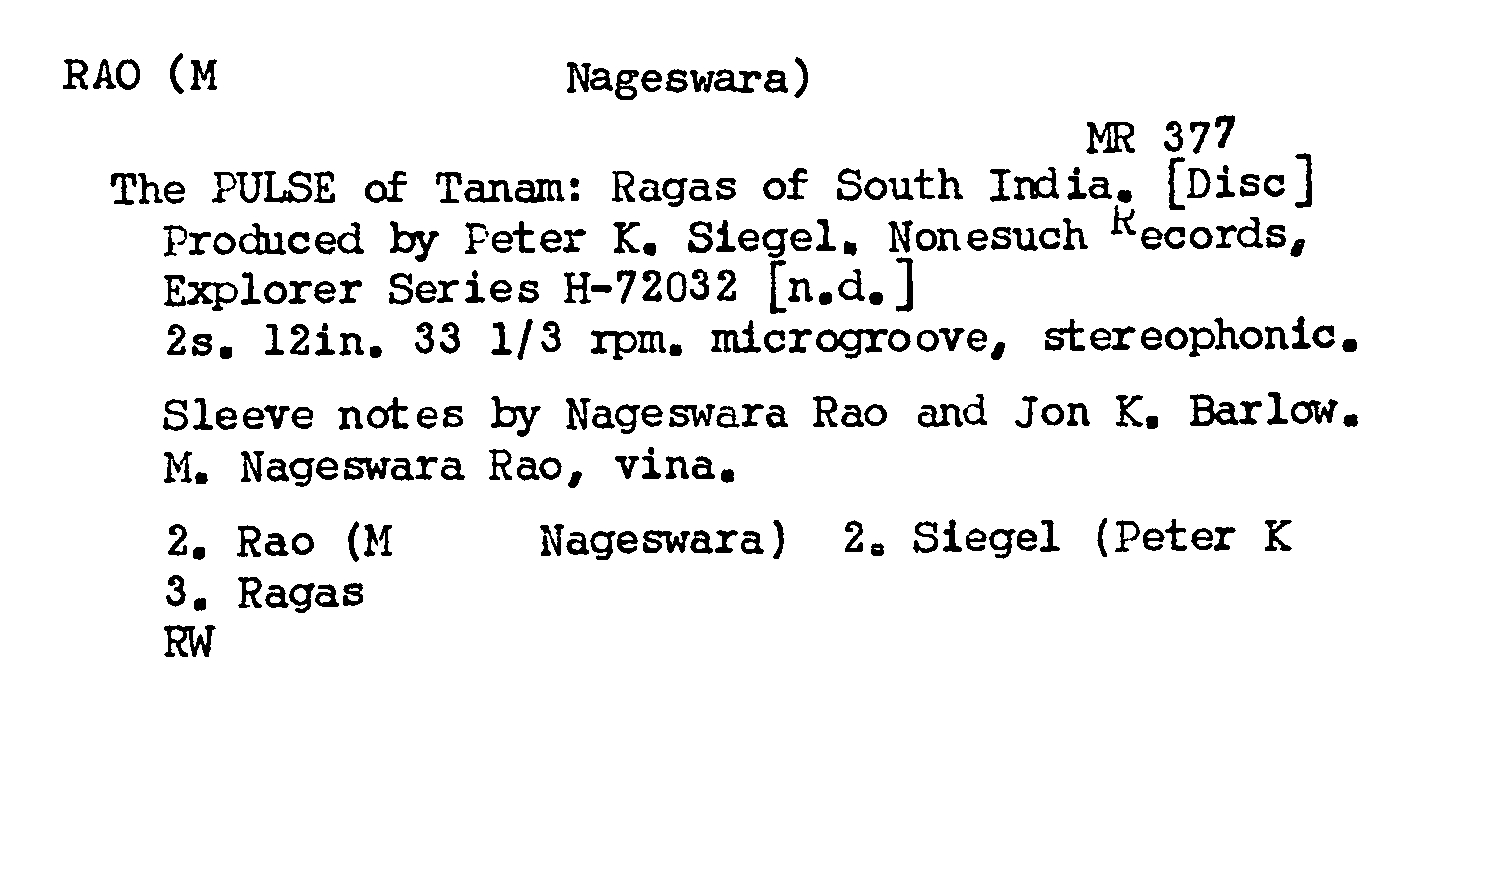 RAO (M Nageswara)
MR 377
The PULSE of Tanam: Ragas of South India. [Disc]
Produced by Peter K. Siegel. Nonesuch Records,
Explorer Series H-72032 [n.d.]
2s. 12in. 33 1/3 rpm. microgroove, stereophonic.
Sleeve notes by Nageswara Rao and Jon K. Barlow.
M. Nageswara Rao, vina.
2. Rao (M Nageswara) 2. Siegel (Peter K
3. Ragas
RW